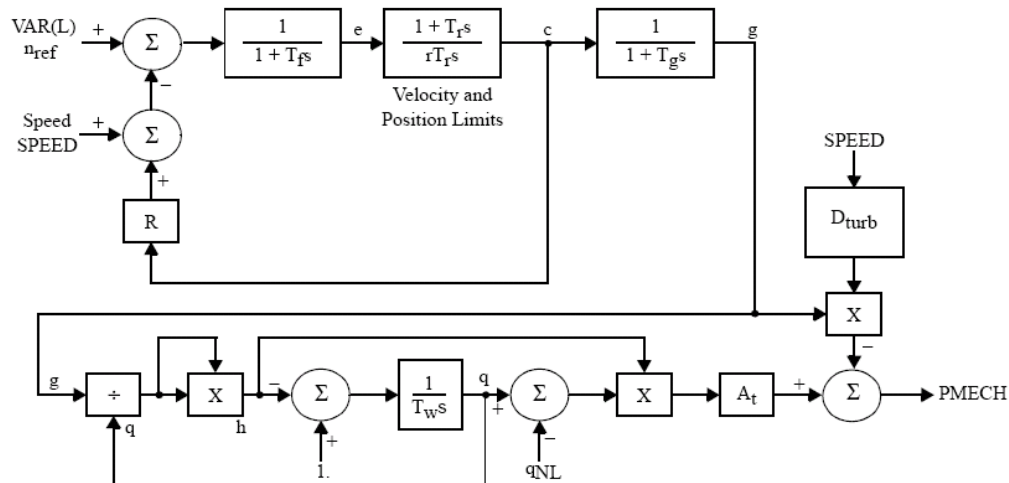 VAR(L)
n_ref
+
Σ
−
1
1 + T_f s
e
1 + T_r s
rT_r s
Velocity and
Position Limits
c
1
1 + T_g s
g
Speed
SPEED
+
Σ
+
R
SPEED
D_turb
X
−
g
÷
q
X
h
−
Σ
+
1.
1
T_w s
q
+
Σ
−
q_NL
X
A_t
+
Σ
PMECH